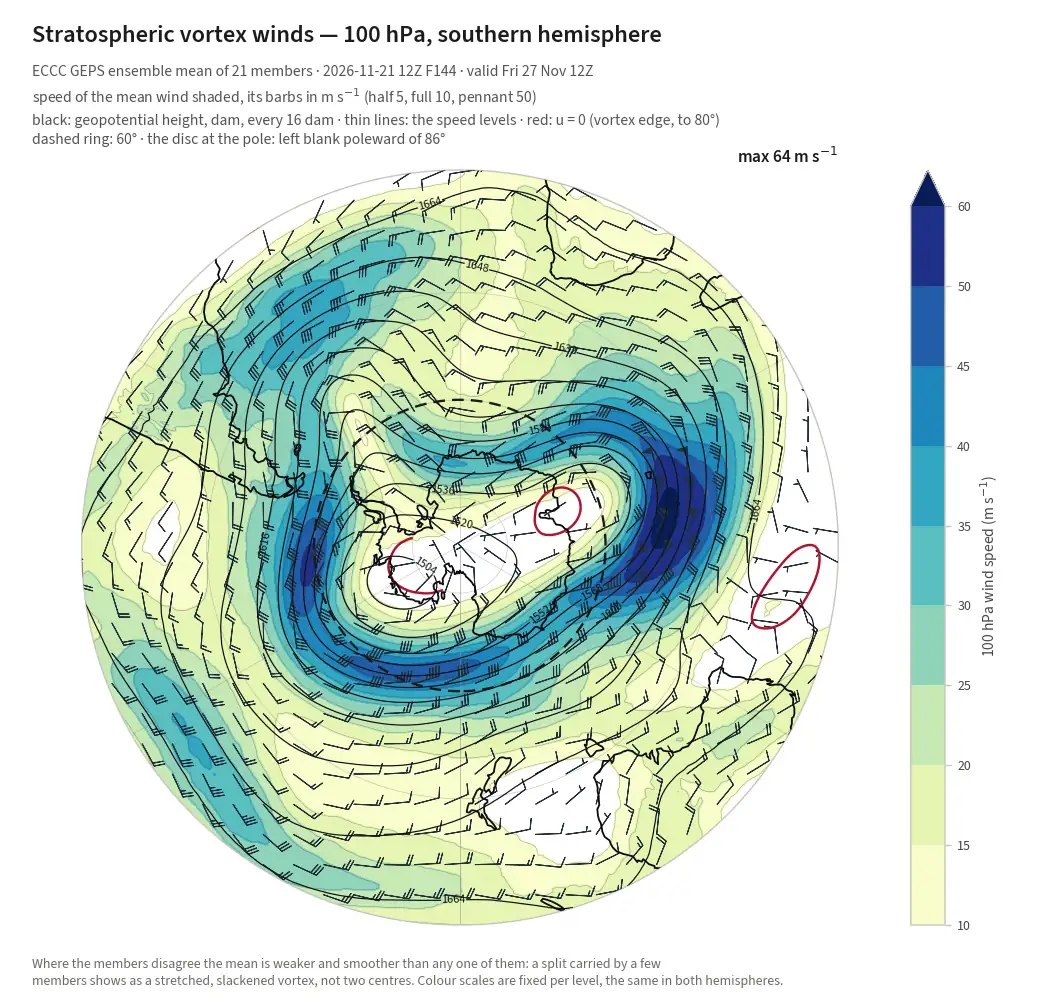 Stratospheric vortex winds — 100 hPa, southern hemisphere
ECCC GEPS ensemble mean of 21 members · 2026-11-21 12Z F144 · valid Fri 27 Nov 12Z
speed of the mean wind shaded, its barbs in m s⁻¹ (half 5, full 10, pennant 50)
black: geopotential height, dam, every 16 dam · thin lines: the speed levels · red: u = 0 (vortex edge, to 80°)
dashed ring: 60° · the disc at the pole: left blank poleward of 86°
max 64 m s⁻¹
1664
1648
1536
1520
1504
1616
1664
1552
1664
60
50
45
40
35
30
25
20
15
10
100 hPa wind speed (m s⁻¹)
Where the members disagree the mean is weaker and smoother than any one of them: a split carried by a few
members shows as a stretched, slackened vortex, not two centres. Colour scales are fixed per level, the same in both hemispheres.